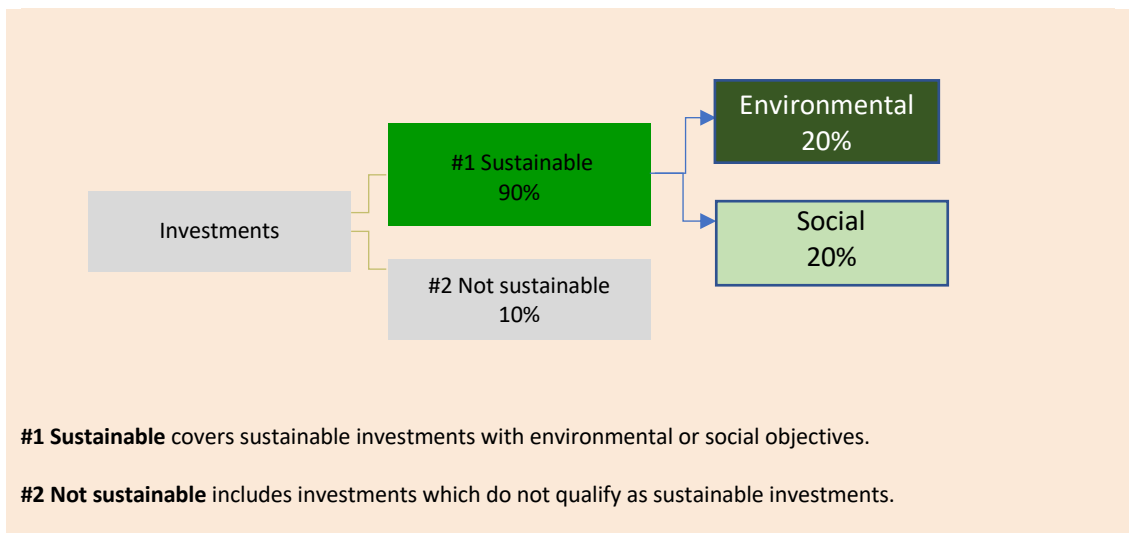 Investments
#1 Sustainable
90%
#2 Not sustainable
10%
Environmental
20%
Social
20%
#1 Sustainable covers sustainable investments with environmental or social objectives.
#2 Not sustainable includes investments which do not qualify as sustainable investments.